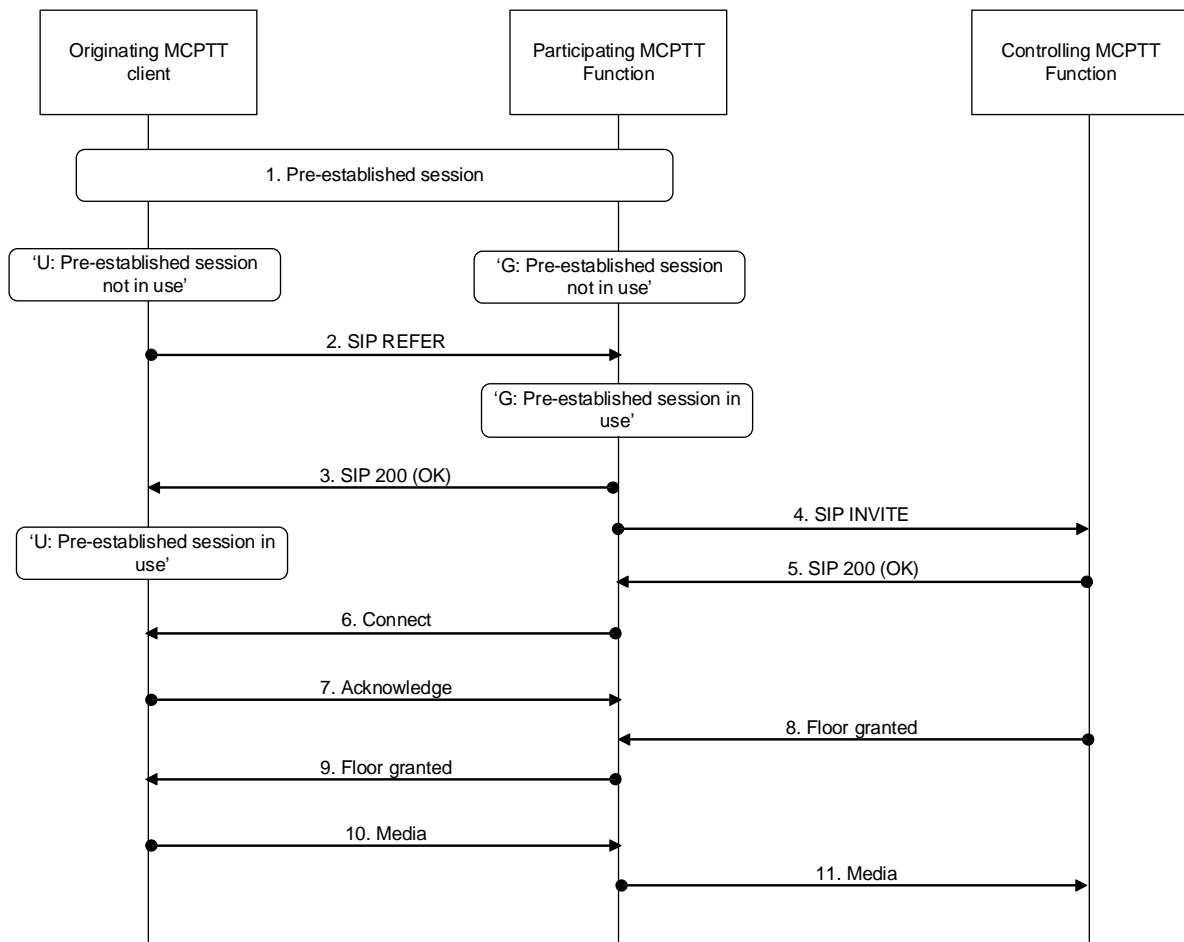 Originating MCPTT
client
Participating MCPTT
Function
Controlling MCPTT
Function
1. Pre-established session
‘U: Pre-established session
not in use’
‘G: Pre-established session
not in use’
2. SIP REFER
‘G: Pre-established session in
use’
3. SIP 200 (OK)
4. SIP INVITE
‘U: Pre-established session in
use’
5. SIP 200 (OK)
6. Connect
7. Acknowledge
8. Floor granted
9. Floor granted
10. Media
11. Media